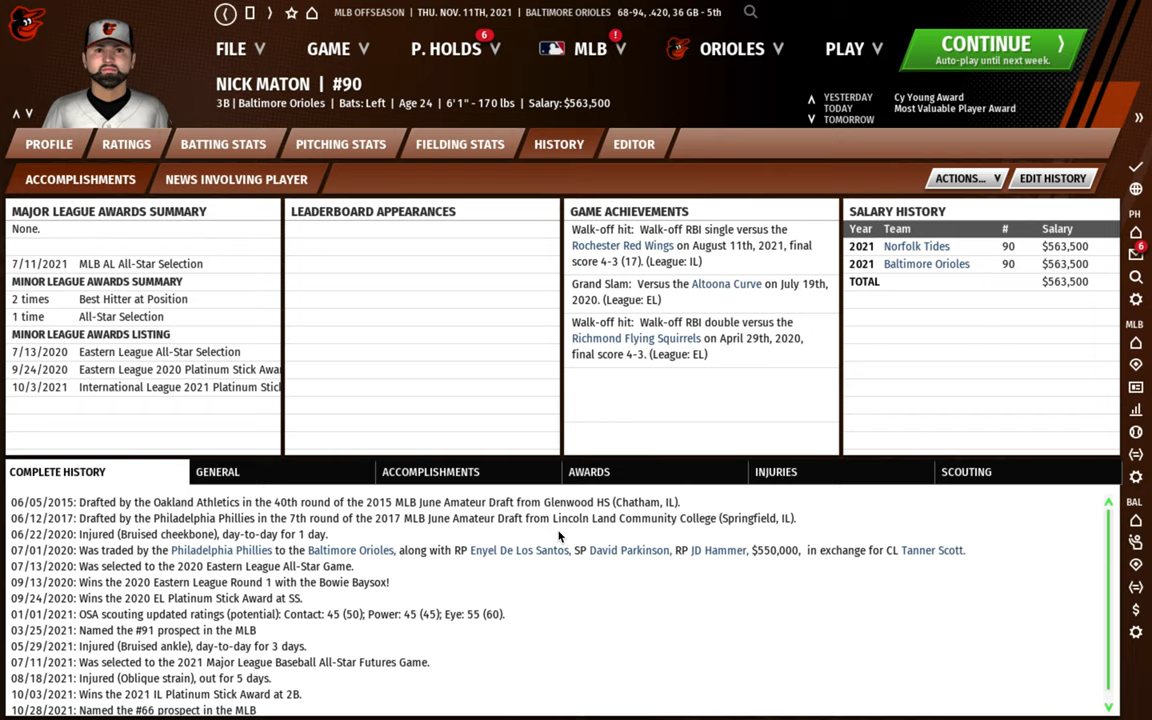 MLB OFFSEASON | THU. NOV. 11TH, 2021 | BALTIMORE ORIOLES 68-94, .420, 36 GB - 5th
FILE GAME P. HOLDS 6 MLB ! ORIOLES PLAY
CONTINUE
Auto-play until next week.
NICK MATON | #90
3B | Baltimore Orioles | Bats: Left | Age 24 | 6' 1" - 170 lbs | Salary: $563,500
YESTERDAY
TODAY
TOMORROW
Cy Young Award
Most Valuable Player Award
PROFILE RATINGS BATTING STATS PITCHING STATS FIELDING STATS HISTORY EDITOR
ACCOMPLISHMENTS NEWS INVOLVING PLAYER ACTIONS... EDIT HISTORY
MAJOR LEAGUE AWARDS SUMMARY
None.
7/11/2021 MLB AL All-Star Selection
MINOR LEAGUE AWARDS SUMMARY
2 times Best Hitter at Position
1 time All-Star Selection
MINOR LEAGUE AWARDS LISTING
7/13/2020 Eastern League All-Star Selection
9/24/2020 Eastern League 2020 Platinum Stick Awar
10/3/2021 International League 2021 Platinum Stick
LEADERBOARD APPEARANCES
GAME ACHIEVEMENTS
Walk-off hit: Walk-off RBI single versus the
Rochester Red Wings on August 11th, 2021, final
score 4-3 (17). (League: IL)
Grand Slam: Versus the Altoona Curve on July 19th,
2020. (League: EL)
Walk-off hit: Walk-off RBI double versus the
Richmond Flying Squirrels on April 29th, 2020,
final score 4-3. (League: EL)
SALARY HISTORY
Year Team # Salary
2021 Norfolk Tides 90 $563,500
2021 Baltimore Orioles 90 $563,500
TOTAL $563,500
COMPLETE HISTORY GENERAL ACCOMPLISHMENTS AWARDS INJURIES SCOUTING
06/05/2015: Drafted by the Oakland Athletics in the 40th round of the 2015 MLB June Amateur Draft from Glenwood HS (Chatham, IL).
06/12/2017: Drafted by the Philadelphia Phillies in the 7th round of the 2017 MLB June Amateur Draft from Lincoln Land Community College (Springfield, IL).
06/22/2020: Injured (Bruised cheekbone), day-to-day for 1 day.
07/01/2020: Was traded by the Philadelphia Phillies to the Baltimore Orioles, along with RP Enyel De Los Santos, SP David Parkinson, RP JD Hammer, $550,000, in exchange for CL Tanner Scott.
07/13/2020: Was selected to the 2020 Eastern League All-Star Game.
09/13/2020: Wins the 2020 Eastern League Round 1 with the Bowie Baysox!
09/24/2020: Wins the 2020 EL Platinum Stick Award at SS.
01/01/2021: OSA scouting updated ratings (potential): Contact: 45 (50); Power: 45 (45); Eye: 55 (60).
03/25/2021: Named the #91 prospect in the MLB
05/29/2021: Injured (Bruised ankle), day-to-day for 3 days.
07/11/2021: Was selected to the 2021 Major League Baseball All-Star Futures Game.
08/18/2021: Injured (Oblique strain), out for 5 days.
10/03/2021: Wins the 2021 IL Platinum Stick Award at 2B.
10/28/2021: Named the #66 prospect in the MLB
PH
6
MLB
BAL